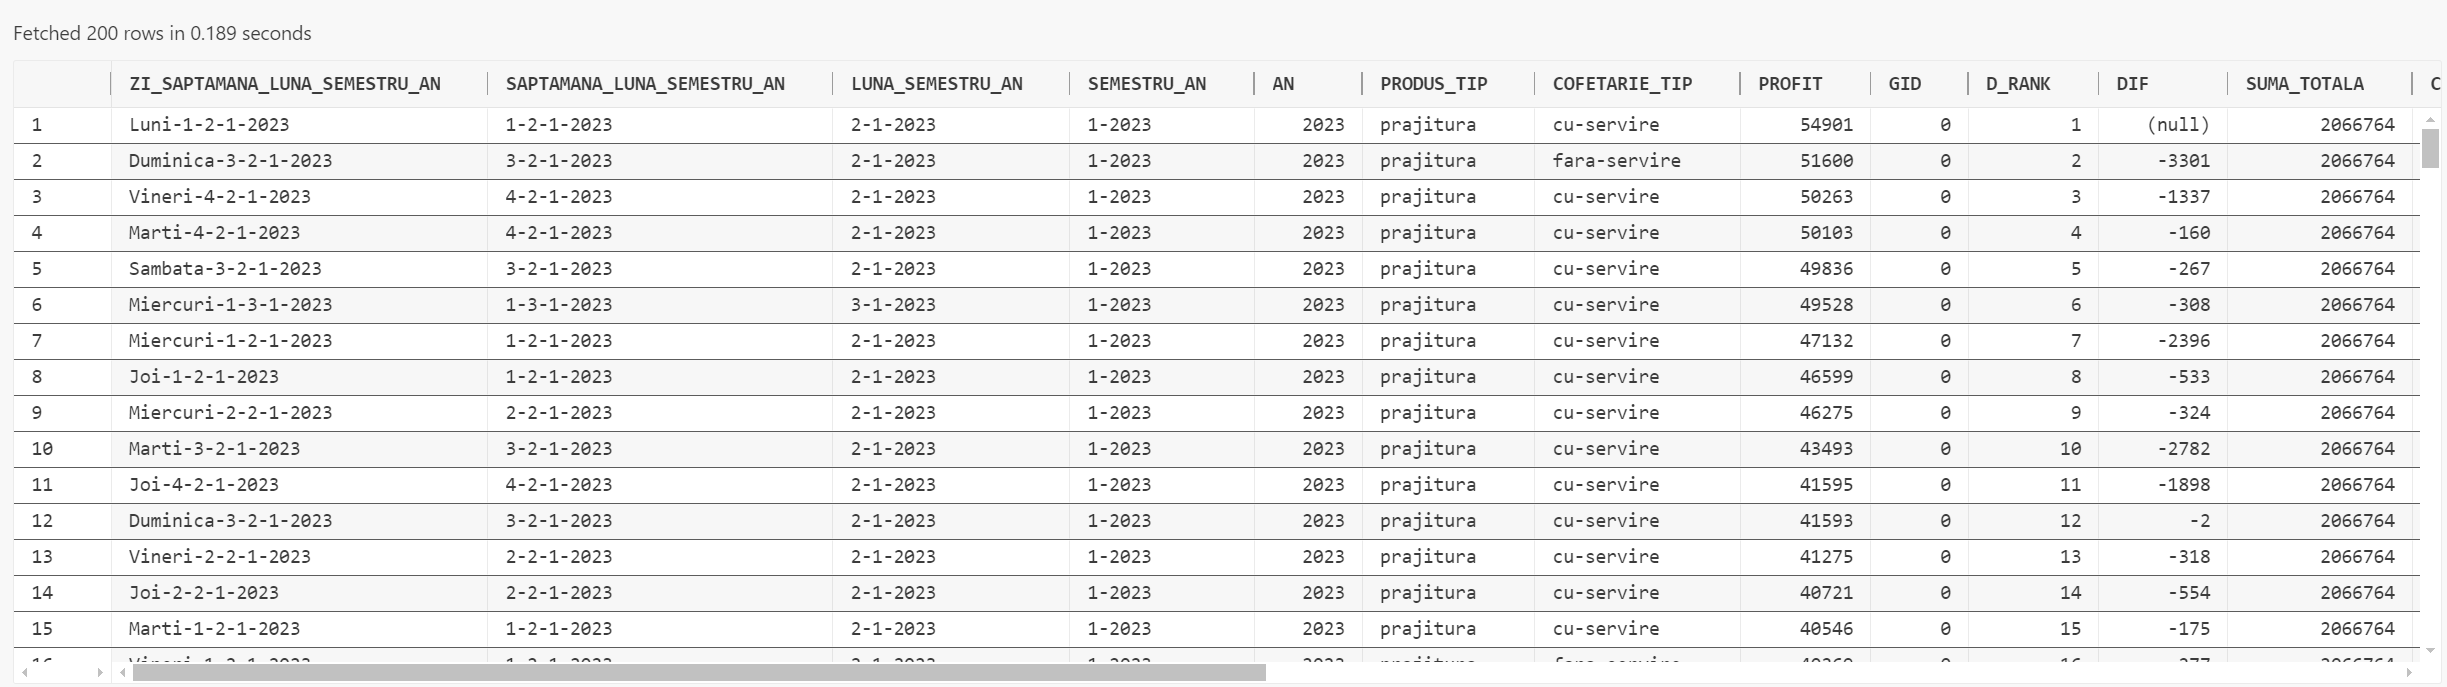 Fetched 200 rows in 0.189 seconds
ZI_SAPTAMANA_LUNA_SEMESTRU_AN SAPTAMANA_LUNA_SEMESTRU_AN LUNA_SEMESTRU_AN SEMESTRU_AN AN PRODUS_TIP COFETARIE_TIP PROFIT GID D_RANK DIF SUMA_TOTALA
1 Luni-1-2-1-2023 1-2-1-2023 2-1-2023 1-2023 2023 prajitura cu-servire 54901 0 1 (null) 2066764
2 Duminica-3-2-1-2023 3-2-1-2023 2-1-2023 1-2023 2023 prajitura fara-servire 51600 0 2 -3301 2066764
3 Vineri-4-2-1-2023 4-2-1-2023 2-1-2023 1-2023 2023 prajitura cu-servire 50263 0 3 -1337 2066764
4 Marti-4-2-1-2023 4-2-1-2023 2-1-2023 1-2023 2023 prajitura cu-servire 50103 0 4 -160 2066764
5 Sambata-3-2-1-2023 3-2-1-2023 2-1-2023 1-2023 2023 prajitura cu-servire 49836 0 5 -267 2066764
6 Miercuri-1-3-1-2023 1-3-1-2023 3-1-2023 1-2023 2023 prajitura cu-servire 49528 0 6 -308 2066764
7 Miercuri-1-2-1-2023 1-2-1-2023 2-1-2023 1-2023 2023 prajitura cu-servire 47132 0 7 -2396 2066764
8 Joi-1-2-1-2023 1-2-1-2023 2-1-2023 1-2023 2023 prajitura cu-servire 46599 0 8 -533 2066764
9 Miercuri-2-2-1-2023 2-2-1-2023 2-1-2023 1-2023 2023 prajitura cu-servire 46275 0 9 -324 2066764
10 Marti-3-2-1-2023 3-2-1-2023 2-1-2023 1-2023 2023 prajitura cu-servire 43493 0 10 -2782 2066764
11 Joi-4-2-1-2023 4-2-1-2023 2-1-2023 1-2023 2023 prajitura cu-servire 41595 0 11 -1898 2066764
12 Duminica-3-2-1-2023 3-2-1-2023 2-1-2023 1-2023 2023 prajitura cu-servire 41593 0 12 -2 2066764
13 Vineri-2-2-1-2023 2-2-1-2023 2-1-2023 1-2023 2023 prajitura cu-servire 41275 0 13 -318 2066764
14 Joi-2-2-1-2023 2-2-1-2023 2-1-2023 1-2023 2023 prajitura cu-servire 40721 0 14 -554 2066764
15 Marti-1-2-1-2023 1-2-1-2023 2-1-2023 1-2023 2023 prajitura cu-servire 40546 0 15 -175 2066764